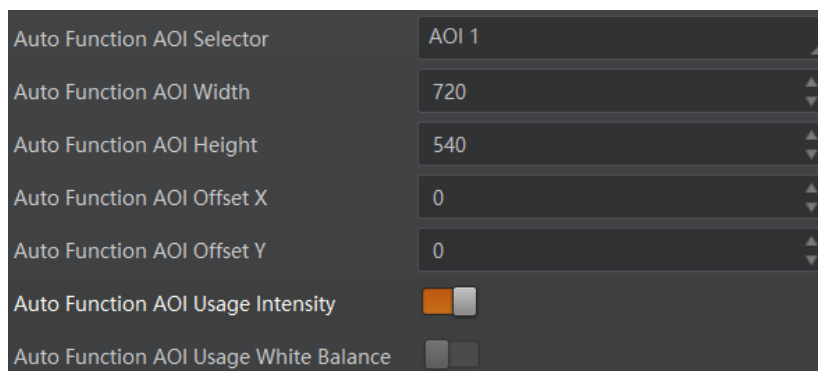 Auto Function AOI Selector AOI 1
Auto Function AOI Width 720
Auto Function AOI Height 540
Auto Function AOI Offset X 0
Auto Function AOI Offset Y 0
Auto Function AOI Usage Intensity
Auto Function AOI Usage White Balance